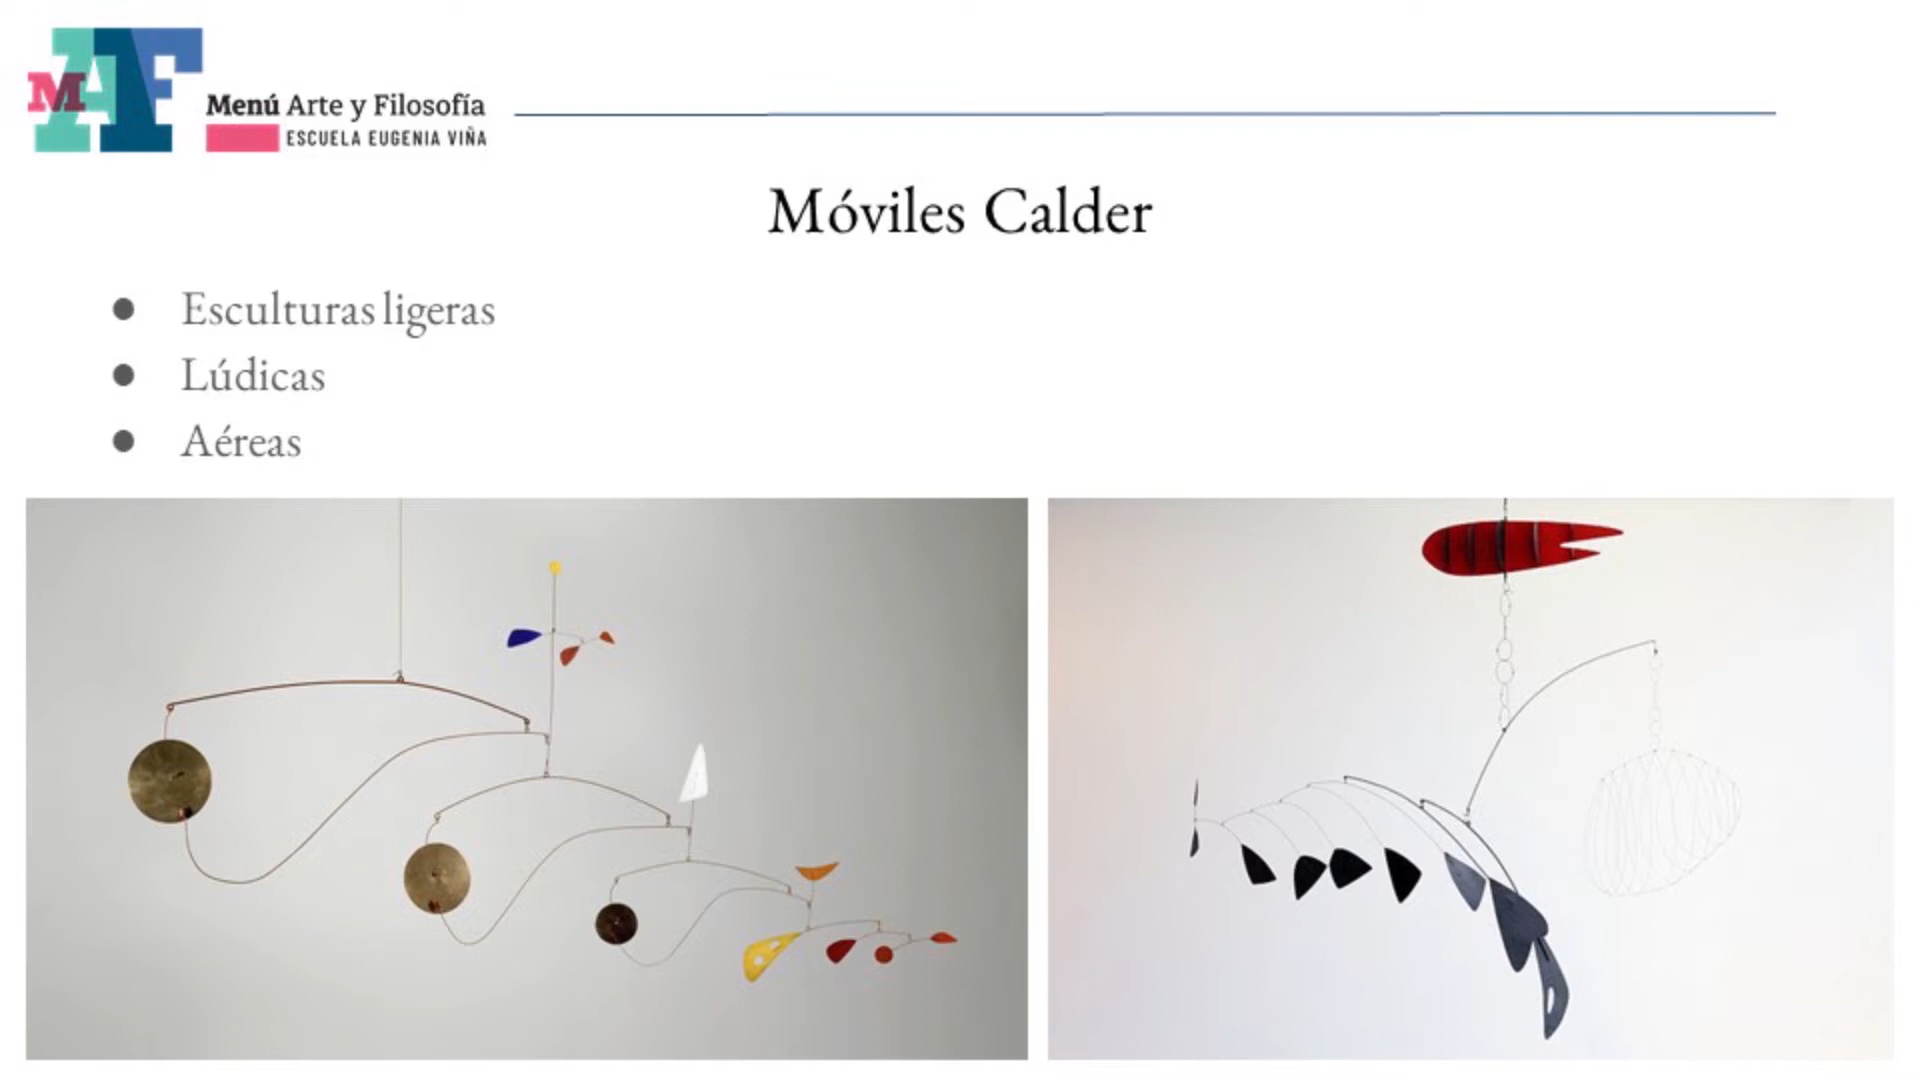 MAF
Menú Arte y Filosofía
ESCUELA EUGENIA VIÑA
Móviles Calder
Esculturas ligeras
Lúdicas
Aéreas